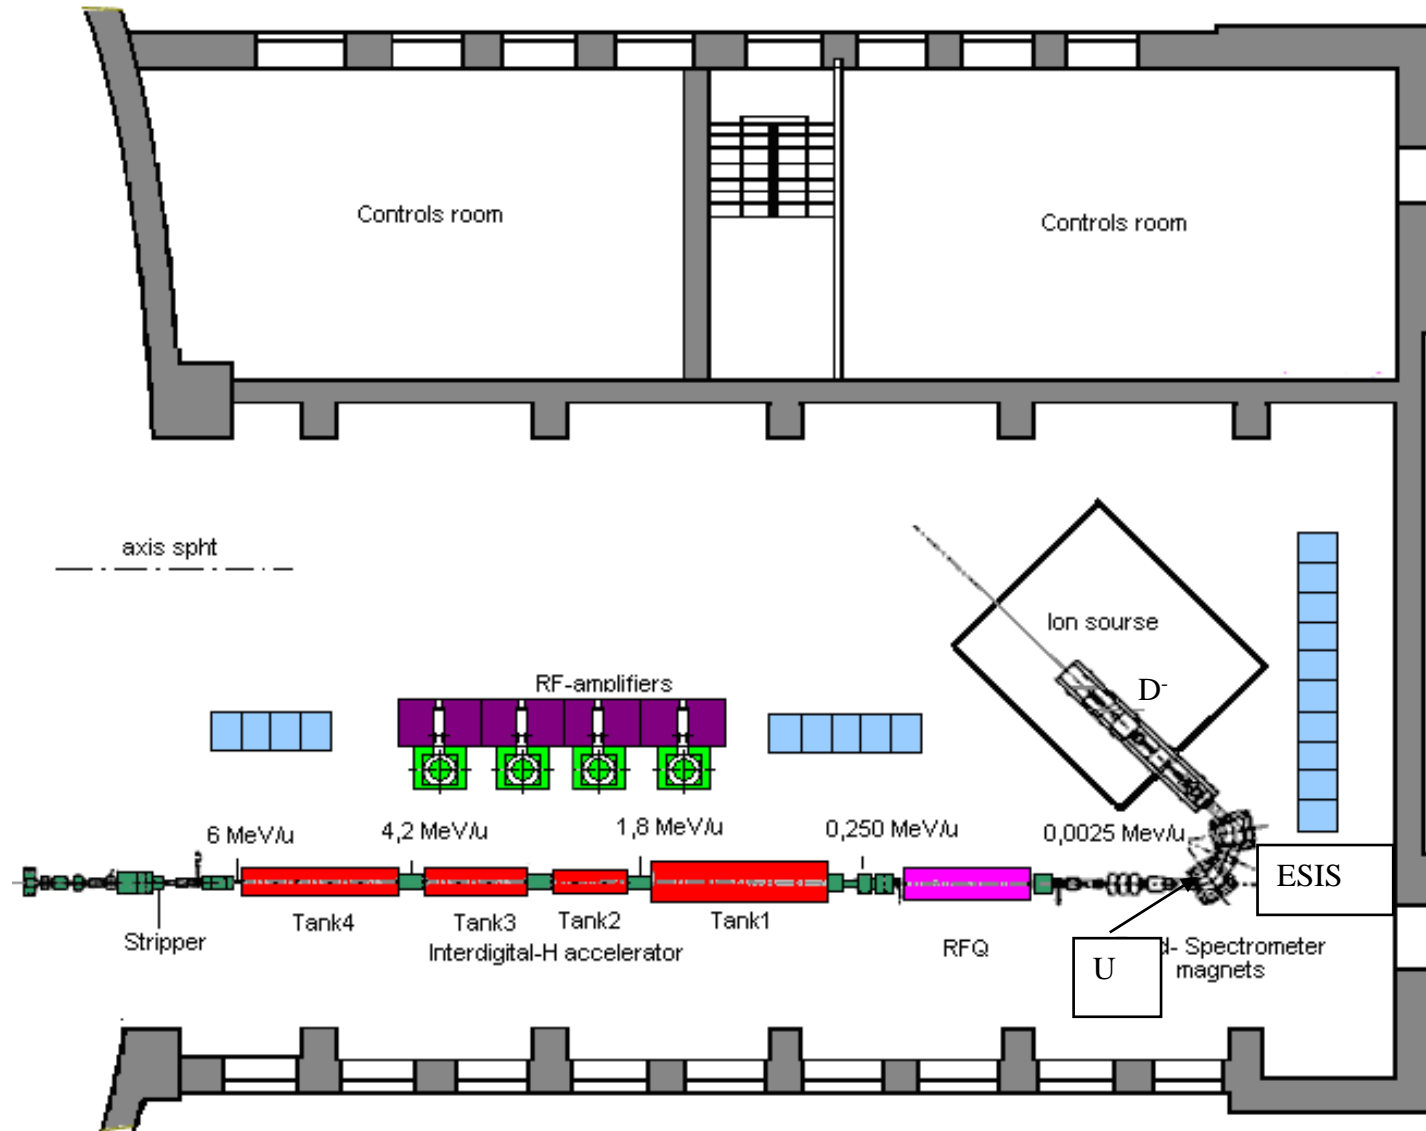 Controls room
Controls room
axis spht
Ion sourse
D-
RF-amplifiers
6 MeV/u
4,2 MeV/u
1,8 MeV/u
0,250 MeV/u
0,0025 Mev/u
ESIS
Tank4
Tank3
Tank2
Tank1
Stripper
Interdigital-H accelerator
RFQ
U
d- Spectrometer
magnets